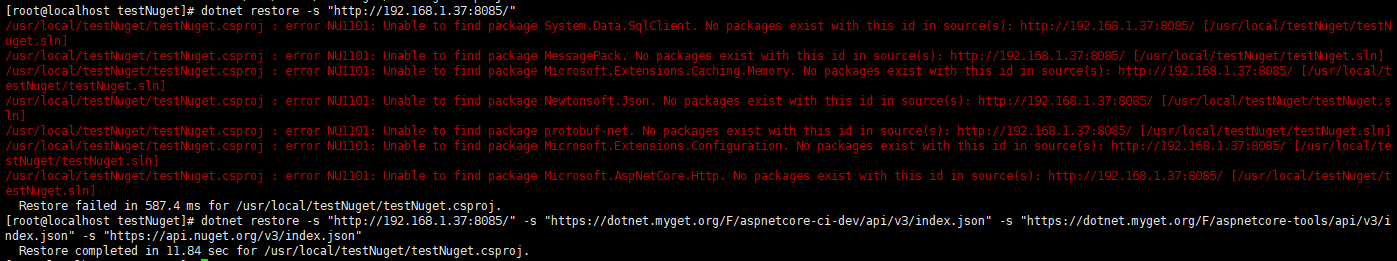 [root@localhost testNuget]# dotnet restore -s "http://192.168.1.37:8085/"
/usr/local/testNuget/testNuget.csproj : error NU1101: Unable to find package System.Data.SqlClient. No packages exist with this id in source(s): http://192.168.1.37:8085/ [/usr/local/testNuget/testN
uget.sln]
/usr/local/testNuget/testNuget.csproj : error NU1101: Unable to find package MessagePack. No packages exist with this id in source(s): http://192.168.1.37:8085/ [/usr/local/testNuget/testNuget.sln]
/usr/local/testNuget/testNuget.csproj : error NU1101: Unable to find package Microsoft.Extensions.Caching.Memory. No packages exist with this id in source(s): http://192.168.1.37:8085/ [/usr/local/t
estNuget/testNuget.sln]
/usr/local/testNuget/testNuget.csproj : error NU1101: Unable to find package Newtonsoft.Json. No packages exist with this id in source(s): http://192.168.1.37:8085/ [/usr/local/testNuget/testNuget.s
ln]
/usr/local/testNuget/testNuget.csproj : error NU1101: Unable to find package protobuf-net. No packages exist with this id in source(s): http://192.168.1.37:8085/ [/usr/local/testNuget/testNuget.sln]
/usr/local/testNuget/testNuget.csproj : error NU1101: Unable to find package Microsoft.Extensions.Configuration. No packages exist with this id in source(s): http://192.168.1.37:8085/ [/usr/local/te
stNuget/testNuget.sln]
/usr/local/testNuget/testNuget.csproj : error NU1101: Unable to find package Microsoft.AspNetCore.Http. No packages exist with this id in source(s): http://192.168.1.37:8085/ [/usr/local/testNuget/t
estNuget.sln]
Restore failed in 587.4 ms for /usr/local/testNuget/testNuget.csproj.
[root@localhost testNuget]# dotnet restore -s "http://192.168.1.37:8085/" -s "https://dotnet.myget.org/F/aspnetcore-ci-dev/api/v3/index.json" -s "https://dotnet.myget.org/F/aspnetcore-tools/api/v3/i
ndex.json" -s "https://api.nuget.org/v3/index.json"
Restore completed in 11.84 sec for /usr/local/testNuget/testNuget.csproj.